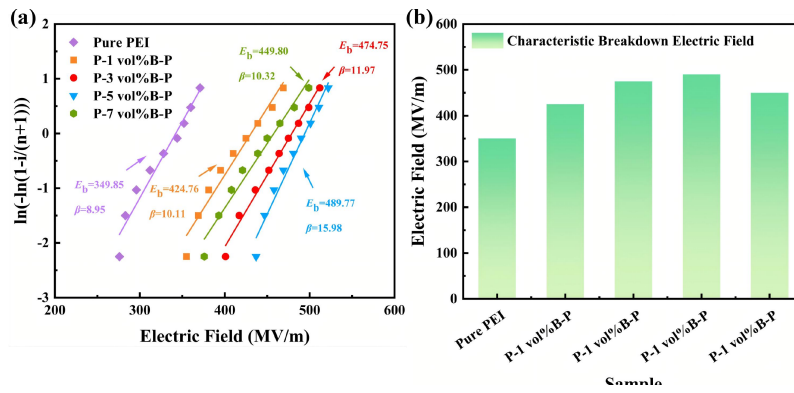 (a)
2
1
0
-1
-2
-3
ln(-ln(1-i/(n+1)))
200
300
400
500
600
Electric Field (MV/m)
Pure PEI
P-1 vol%B-P
P-3 vol%B-P
P-5 vol%B-P
P-7 vol%B-P
Eb=449.80
β=10.32
Eb=474.75
β=11.97
Eb=349.85
β=8.95
Eb=424.76
β=10.11
Eb=489.77
β=15.98
(b)
600
500
400
300
200
100
0
Electric Field (MV/m)
Characteristic Breakdown Electric Field
Pure PEI
P-1 vol%B-P
P-1 vol%B-P
P-1 vol%B-P
P-1 vol%B-P
Sample